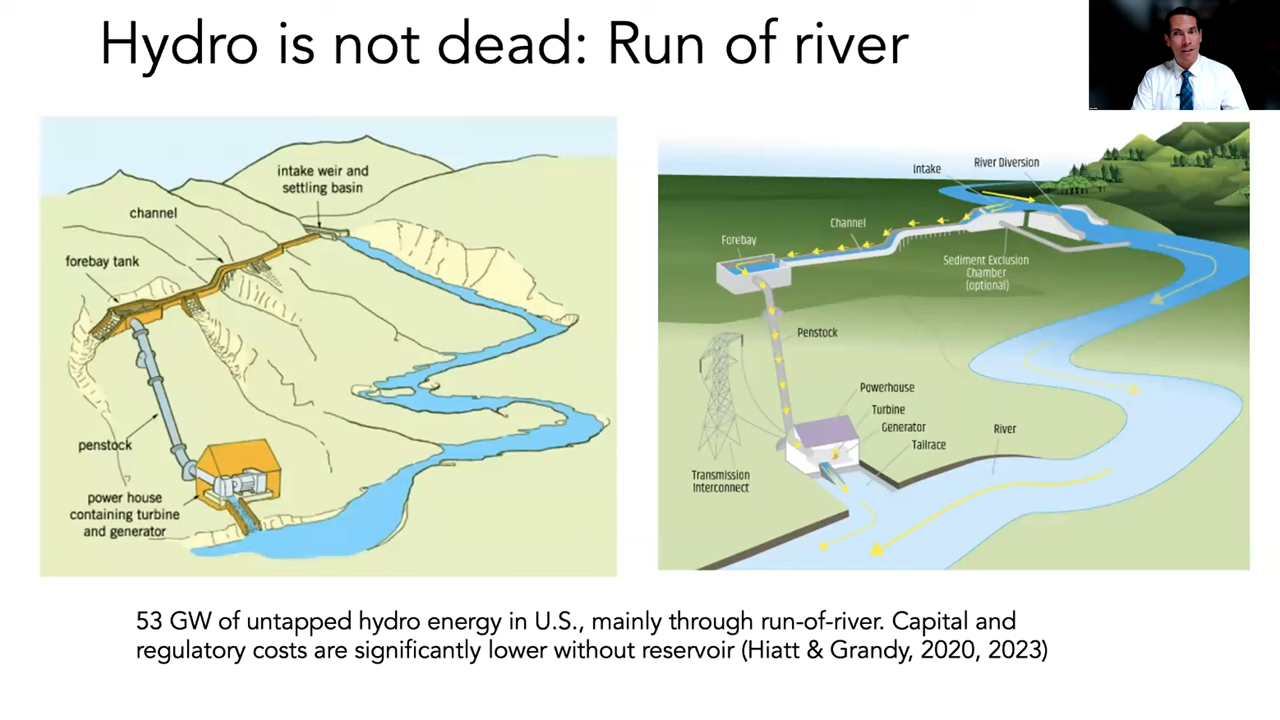 Hydro is not dead: Run of river
intake weir and
settling basin
channel
forebay tank
penstock
power house
containing turbine
and generator
Intake
River Diversion
Channel
Forebay
Sediment Exclusion
Chamber
(optional)
Penstock
Powerhouse
Turbine
Generator
Tailrace
River
Transmission
Interconnect
53 GW of untapped hydro energy in U.S., mainly through run-of-river. Capital and
regulatory costs are significantly lower without reservoir (Hiatt & Grandy, 2020, 2023)